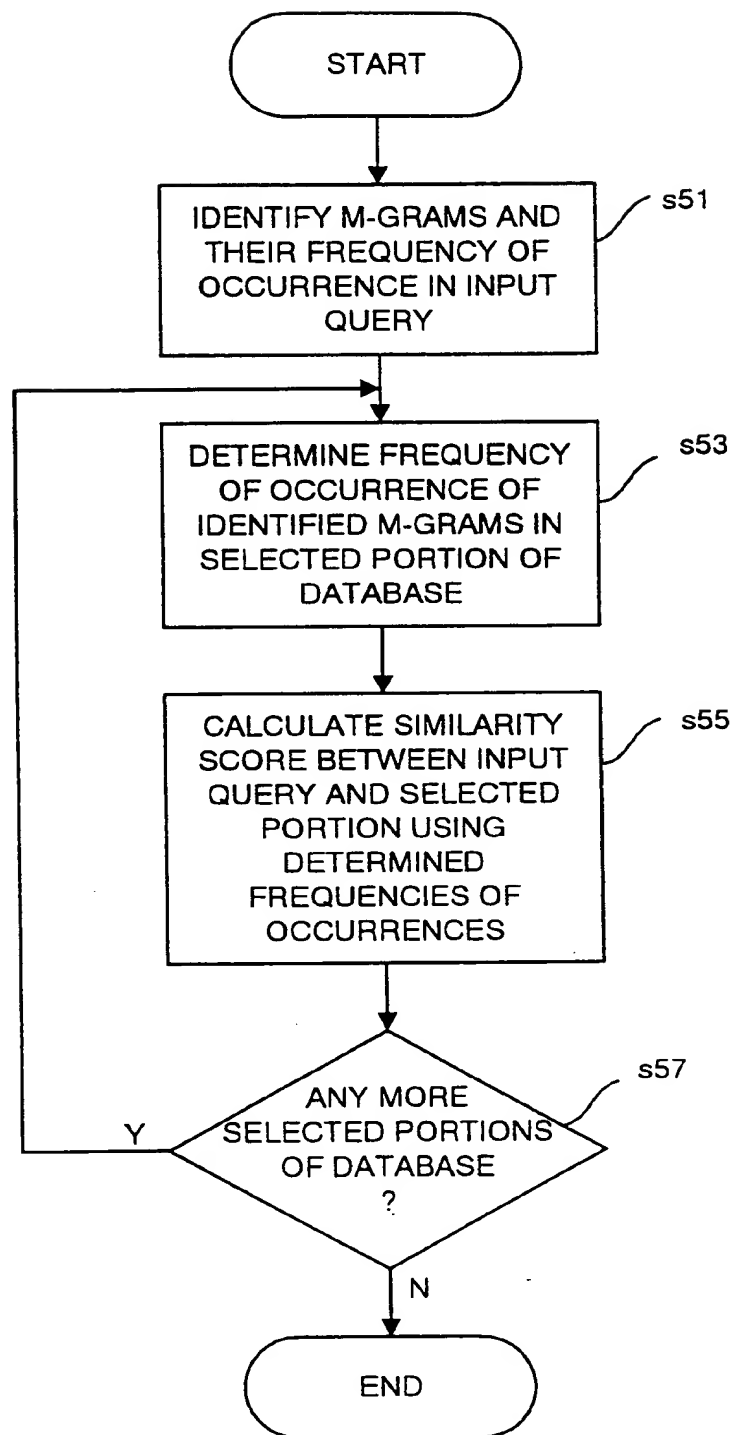 START
s51
IDENTIFY M-GRAMS AND
THEIR FREQUENCY OF
OCCURRENCE IN INPUT
QUERY
s53
DETERMINE FREQUENCY
OF OCCURRENCE OF
IDENTIFIED M-GRAMS IN
SELECTED PORTION OF
DATABASE
s55
CALCULATE SIMILARITY
SCORE BETWEEN INPUT
QUERY AND SELECTED
PORTION USING
DETERMINED
FREQUENCIES OF
OCCURRENCES
s57
ANY MORE
SELECTED PORTIONS
OF DATABASE
?
Y
N
END